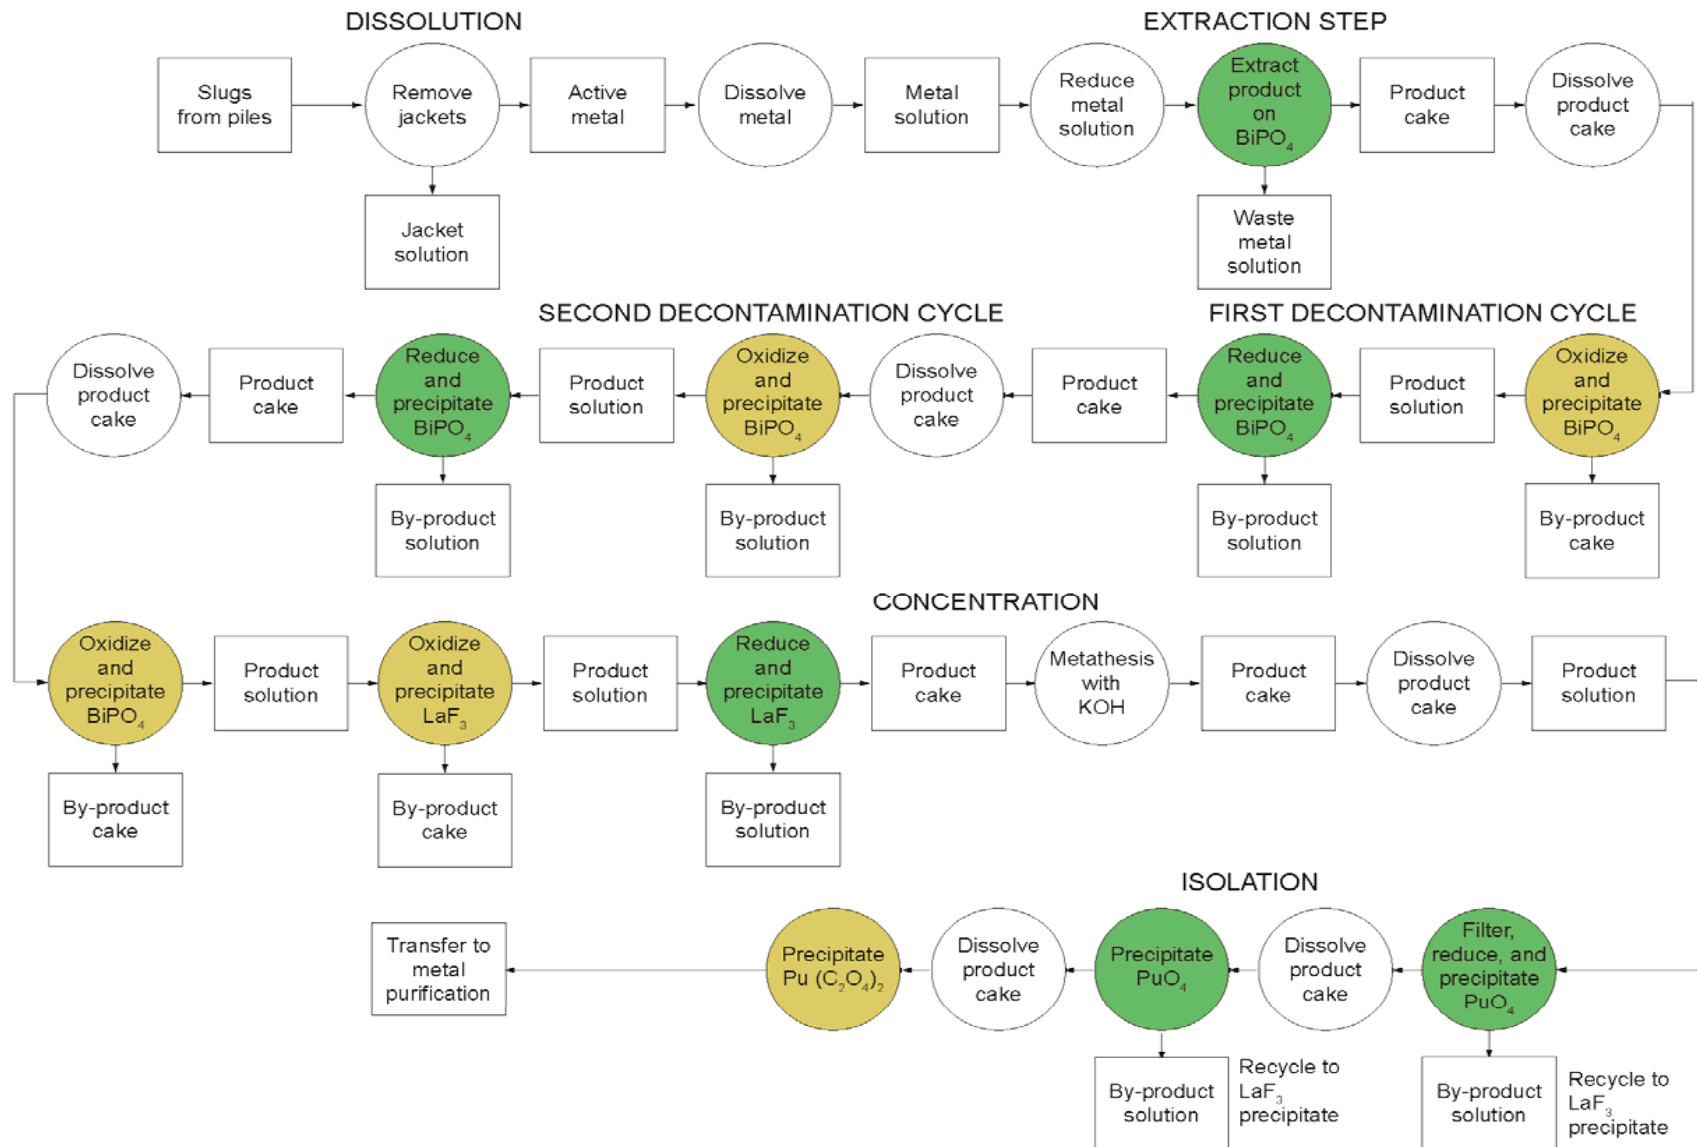 DISSOLUTION
EXTRACTION STEP
Slugs
from piles
Remove
jackets
Active
metal
Dissolve
metal
Metal
solution
Reduce
metal
solution
Extract
product
on
BiPO₄
Product
cake
Dissolve
product
cake
Jacket
solution
Waste
metal
solution
SECOND DECONTAMINATION CYCLE
FIRST DECONTAMINATION CYCLE
Dissolve
product
cake
Product
cake
Reduce
and
precipitate
BiPO₄
Product
solution
Oxidize
and
precipitate
BiPO₄
Dissolve
product
cake
Product
cake
Reduce
and
precipitate
BiPO₄
Product
solution
Oxidize
and
precipitate
BiPO₄
By-product
solution
By-product
solution
By-product
solution
By-product
cake
CONCENTRATION
Oxidize
and
precipitate
BiPO₄
Product
solution
Oxidize
and
precipitate
LaF₃
Product
solution
Reduce
and
precipitate
LaF₃
Product
cake
Metathesis
with
KOH
Product
cake
Dissolve
product
cake
Product
solution
By-product
cake
By-product
cake
By-product
solution
ISOLATION
Transfer to
metal
purification
Precipitate
Pu (C₂O₄)₂
Dissolve
product
cake
Precipitate
PuO₄
Dissolve
product
cake
Filter,
reduce, and
precipitate
PuO₄
By-product
solution
Recycle to
LaF₃
precipitate
By-product
solution
Recycle to
LaF₃
precipitate